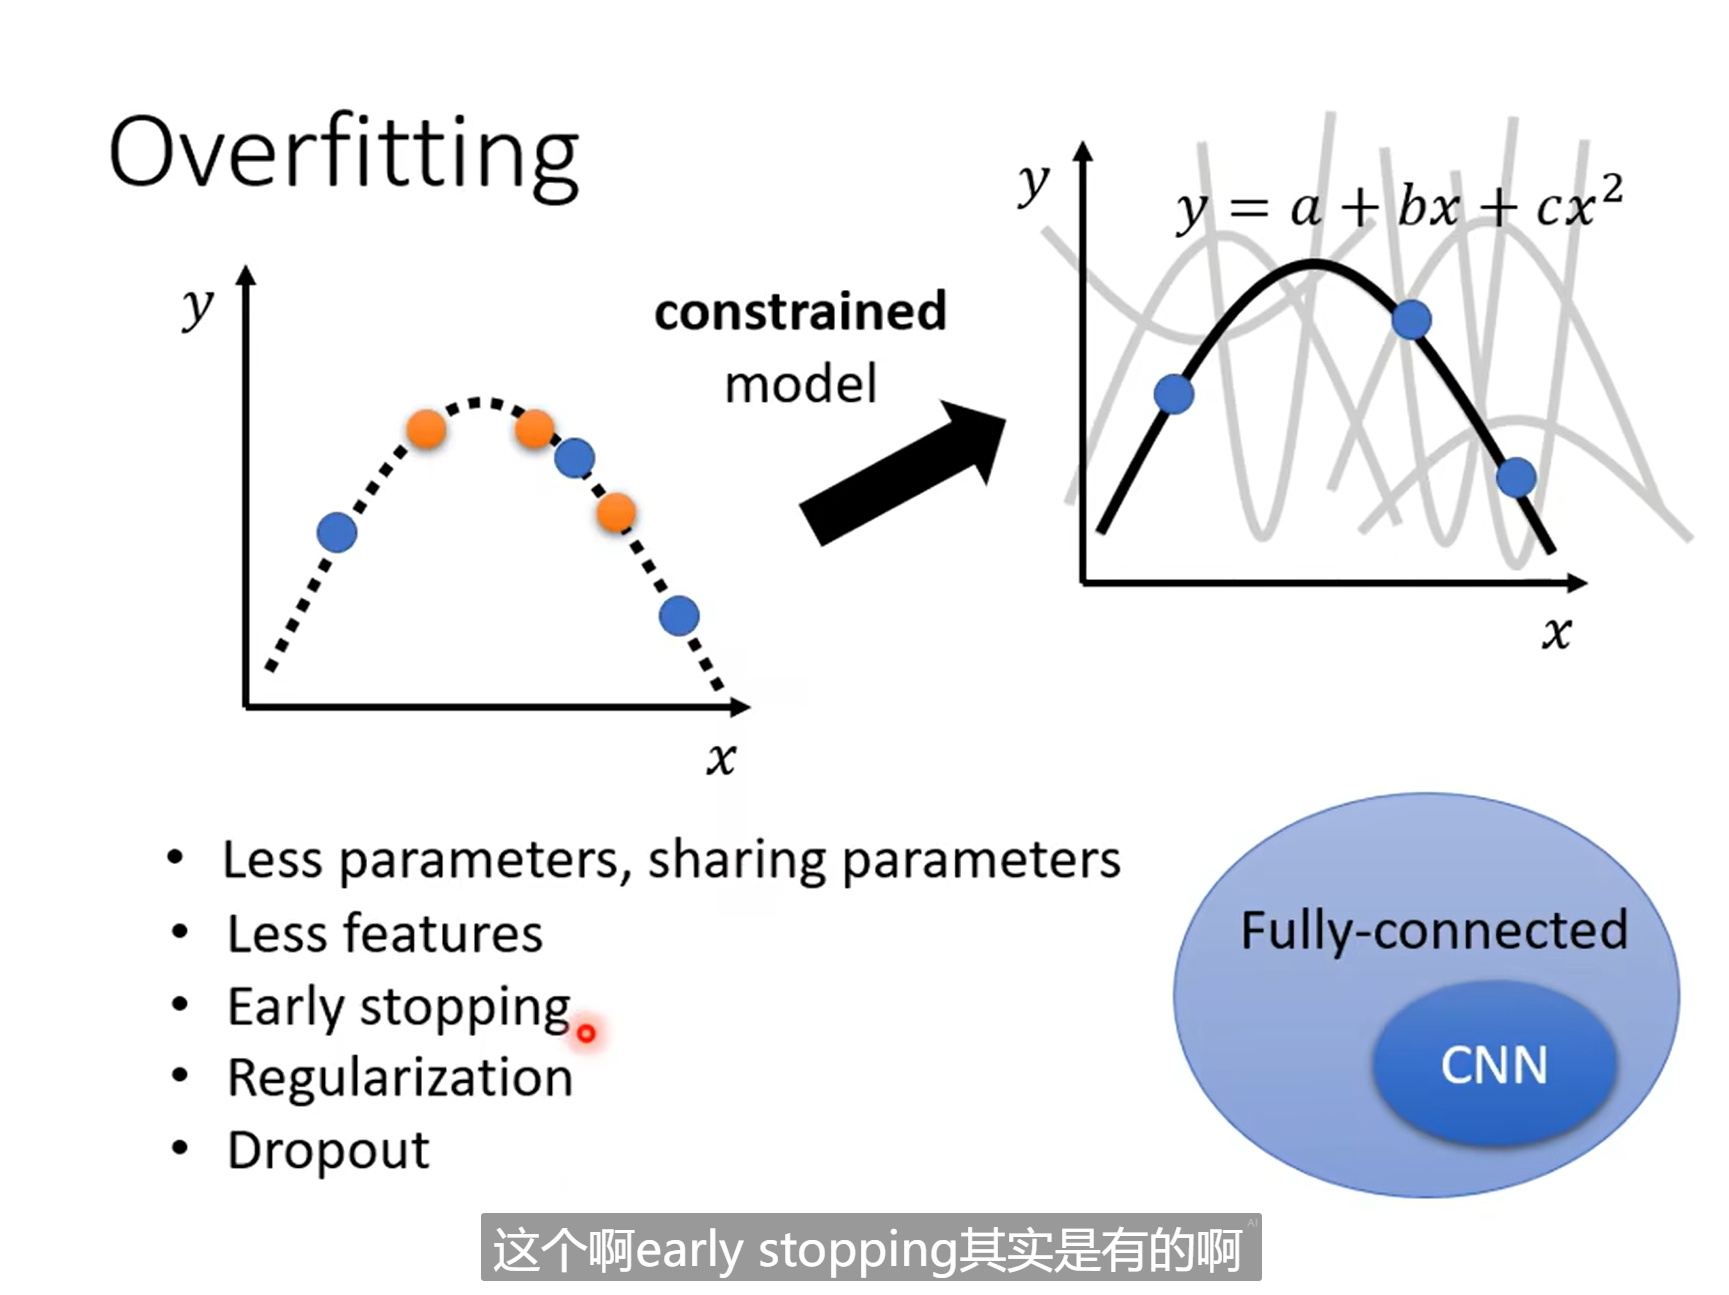 Overfitting
y
x
constrained
model
y
y = a + bx + cx²
x
• Less parameters, sharing parameters
• Less features
• Early stopping
• Regularization
• Dropout
Fully-connected
CNN
这个啊early stopping其实是有的啊
AI